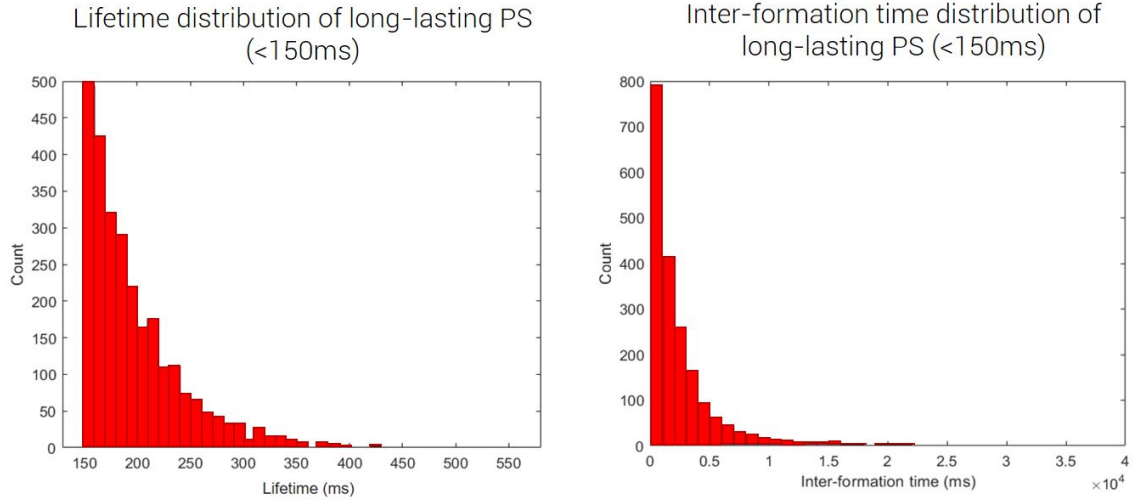 Lifetime distribution of long-lasting PS
(<150ms)
500
450
400
350
300
250
200
150
100
50
0
Count
150 200 250 300 350 400 450 500 550
Lifetime (ms)
Inter-formation time distribution of
long-lasting PS (<150ms)
800
700
600
500
400
300
200
100
0
Count
0 0.5 1 1.5 2 2.5 3 3.5 4
Inter-formation time (ms)
×10⁴